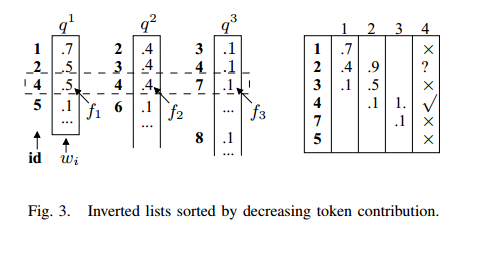 q1 q2 q3
1 .7 2 .4 3 .1
2 .5 3 .4 4 .1
4 .5 4 .4 7 .1
5 .1 f1 6 .1 f2 ... f3
... ... 8 .1
...
id wi
1 2 3 4
1 .7 ×
2 .4 .9 ?
3 .1 .5 ×
4 .1 1. ✓
7 .1 ×
5 ×
Fig. 3. Inverted lists sorted by decreasing token contribution.